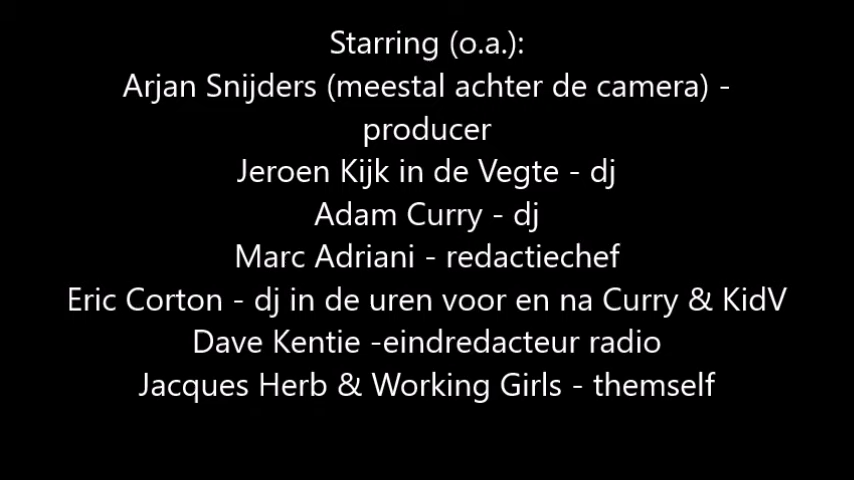 Starring (o.a.):
Arjan Snijders (meestal achter de camera) -
producer
Jeroen Kijk in de Vegte - dj
Adam Curry - dj
Marc Adriani - redactiechef
Eric Corton - dj in de uren voor en na Curry & KidV
Dave Kentie -eindredacteur radio
Jacques Herb & Working Girls - themself